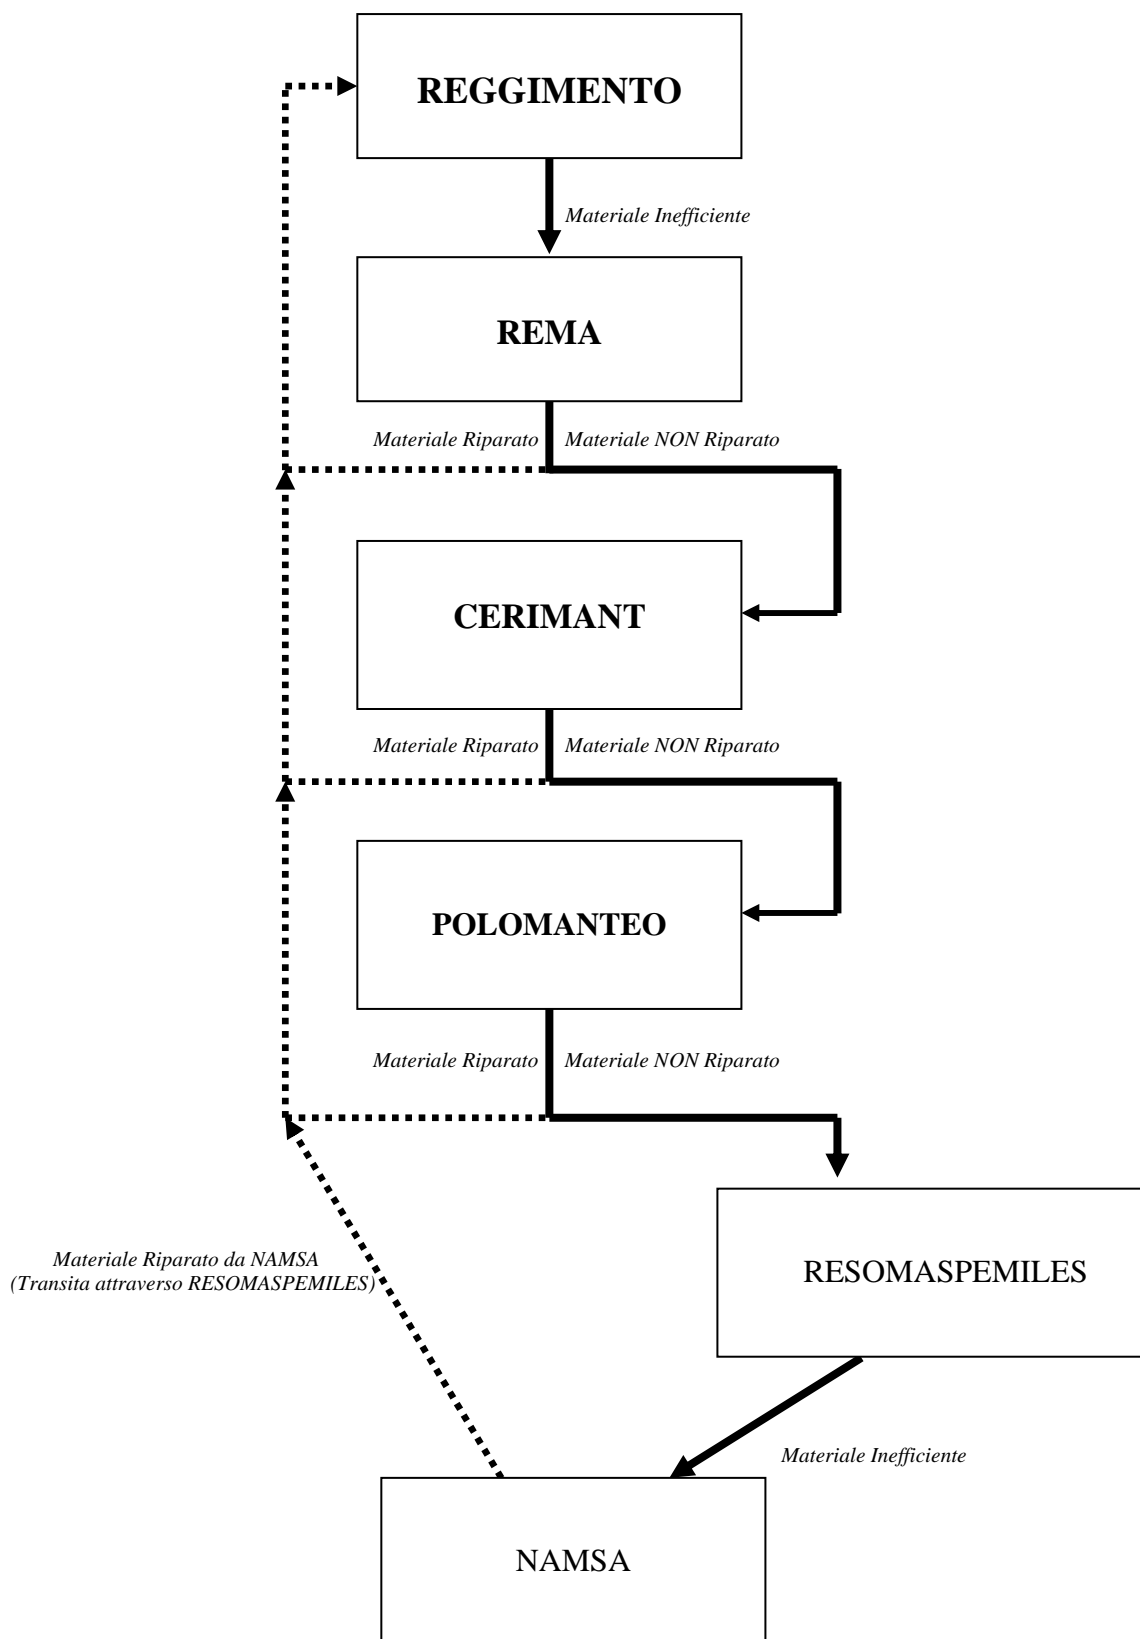 REGGIMENTO
Materiale Inefficiente
REMA
Materiale Riparato
Materiale NON Riparato
CERIMANT
Materiale Riparato
Materiale NON Riparato
POLOMANTEO
Materiale Riparato
Materiale NON Riparato
RESOMASPEMILES
Materiale Riparato da NAMSA
(Transita attraverso RESOMASPEMILES)
Materiale Inefficiente
NAMSA